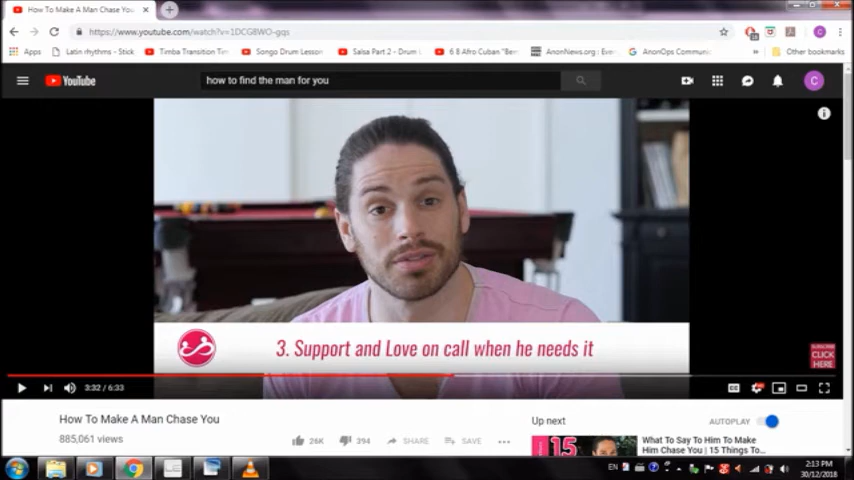 How To Make A Man Chase You
https://www.youtube.com/watch?v=1DCG8WO-gqs
Apps Latin rhythms - Stick Timba Transition Tim Songo Drum Lesson Salsa Part 2 - Drum L 6 8 Afro Cuban "Bem AnonNews.org : Ever AnonOps Communic Other bookmarks
YouTube how to find the man for you C
3. Support and Love on call when he needs it
SUBSCRIBE
CLICK
HERE
3:32 / 6:33
How To Make A Man Chase You
885,061 views
26K 394 SHARE SAVE
Up next AUTOPLAY
15
What To Say To Him To Make
Him Chase You | 15 Things To...
EN 2:13 PM
30/12/2018